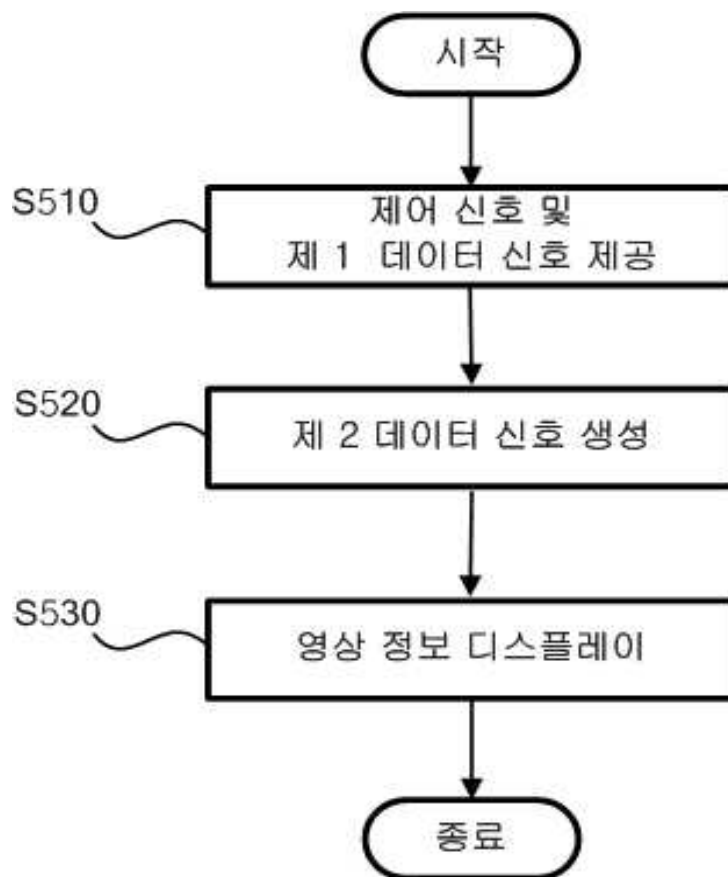 시작
S510
제어 신호 및
제 1 데이터 신호 제공
S520
제 2 데이터 신호 생성
S530
영상 정보 디스플레이
종료